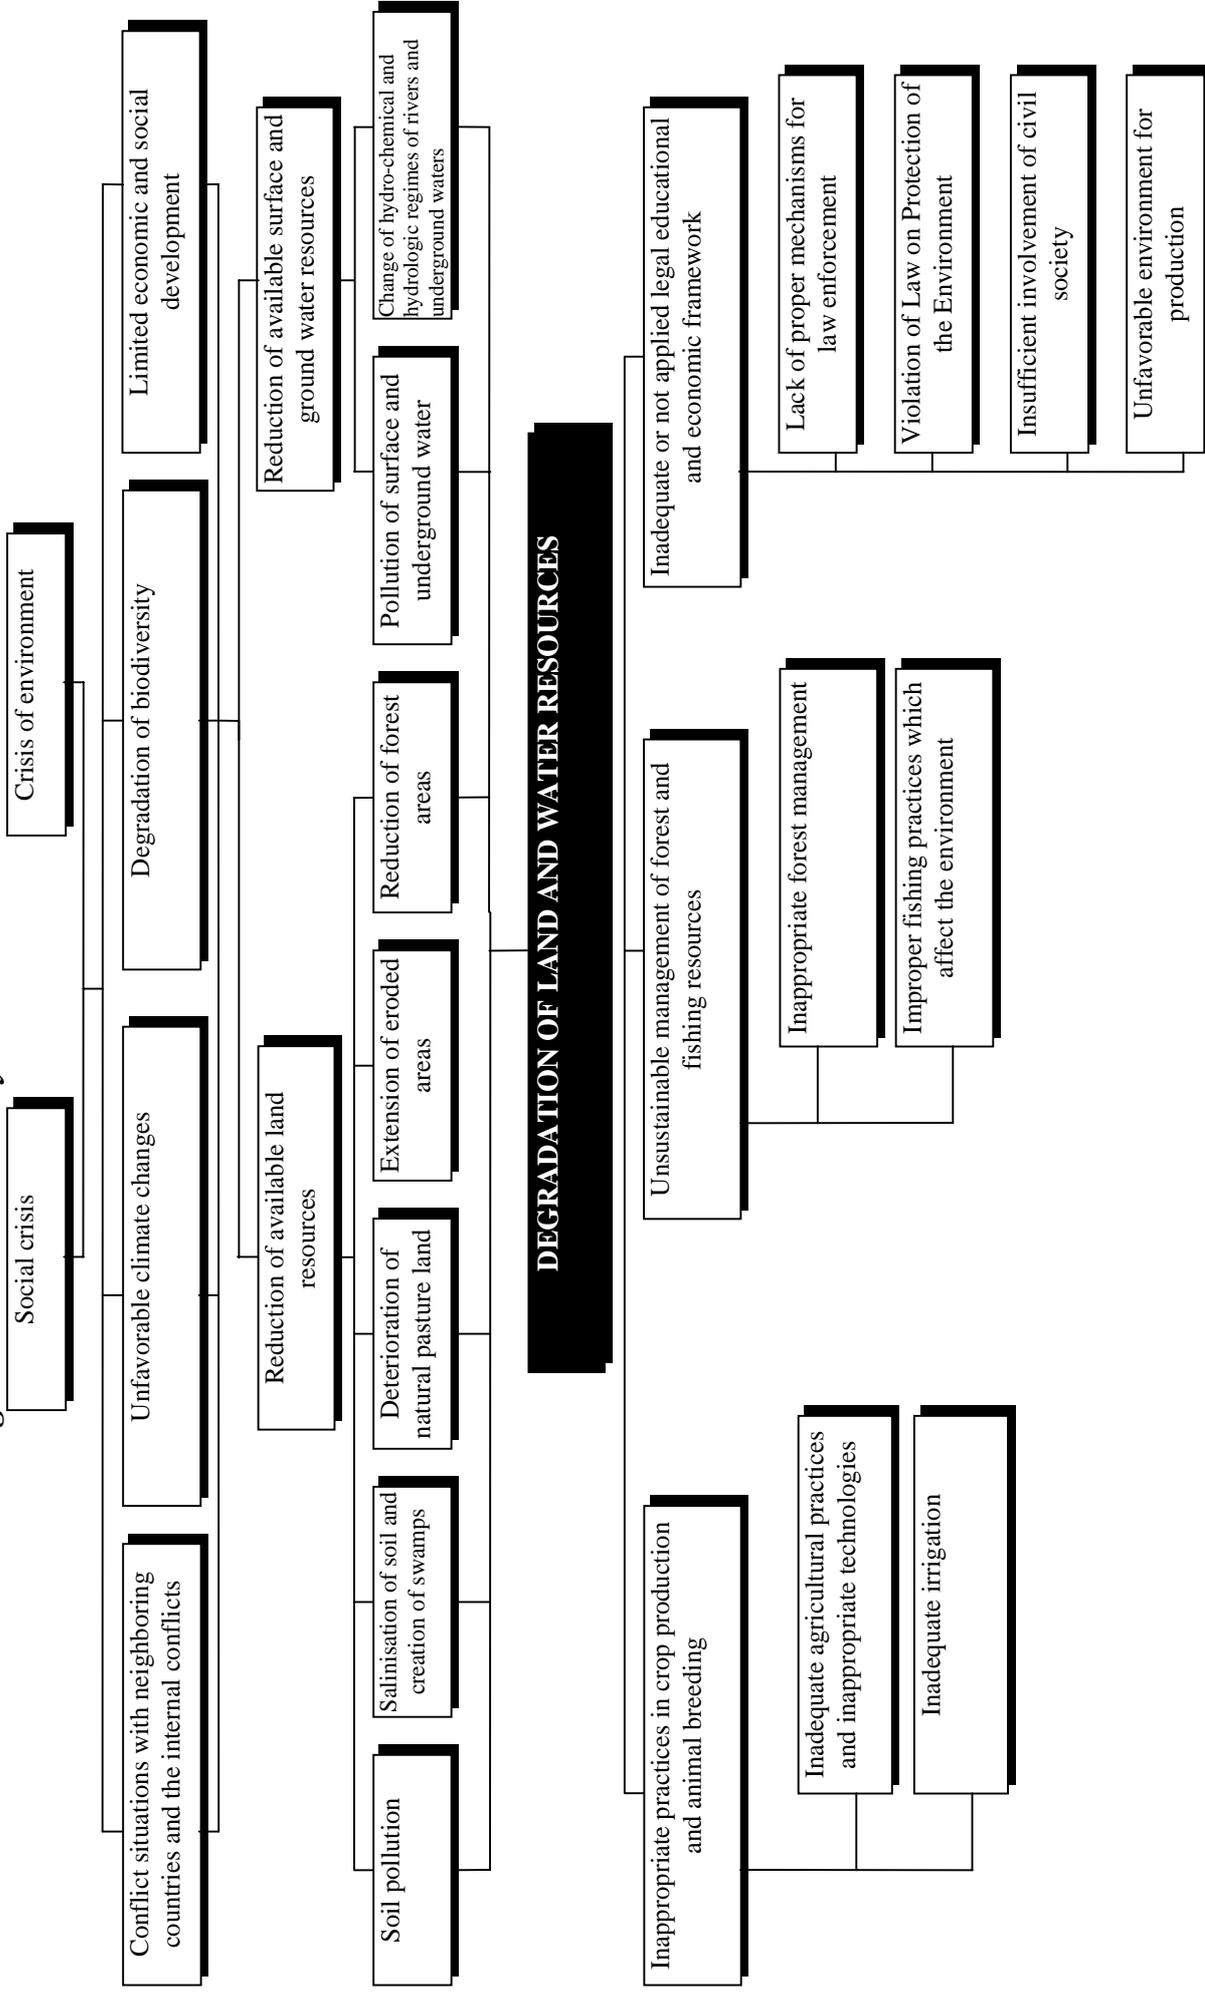 Social crisis
Crisis of environment
Conflict situations with neighboring
countries and the internal conflicts
Unfavorable climate changes
Degradation of biodiversity
Limited economic and social
development
Reduction of available land
resources
Reduction of available surface and
ground water resources
Soil pollution
Salinisation of soil and
creation of swamps
Deterioration of
natural pasture land
Extension of eroded
areas
Reduction of forest
areas
Pollution of surface and
underground water
Change of hydro-chemical and
hydrologic regimes of rivers and
underground waters
DEGRADATION OF LAND AND WATER RESOURCES
Inappropriate practices in crop production
and animal breeding
Inadequate agricultural practices
and inappropriate technologies
Inadequate irrigation
Unsustainable management of forest and
fishing resources
Inappropriate forest management
Improper fishing practices which
affect the environment
Inadequate or not applied legal educational
and economic framework
Lack of proper mechanisms for
law enforcement
Violation of Law on Protection of
the Environment
Insufficient involvement of civil
society
Unfavorable environment for
production